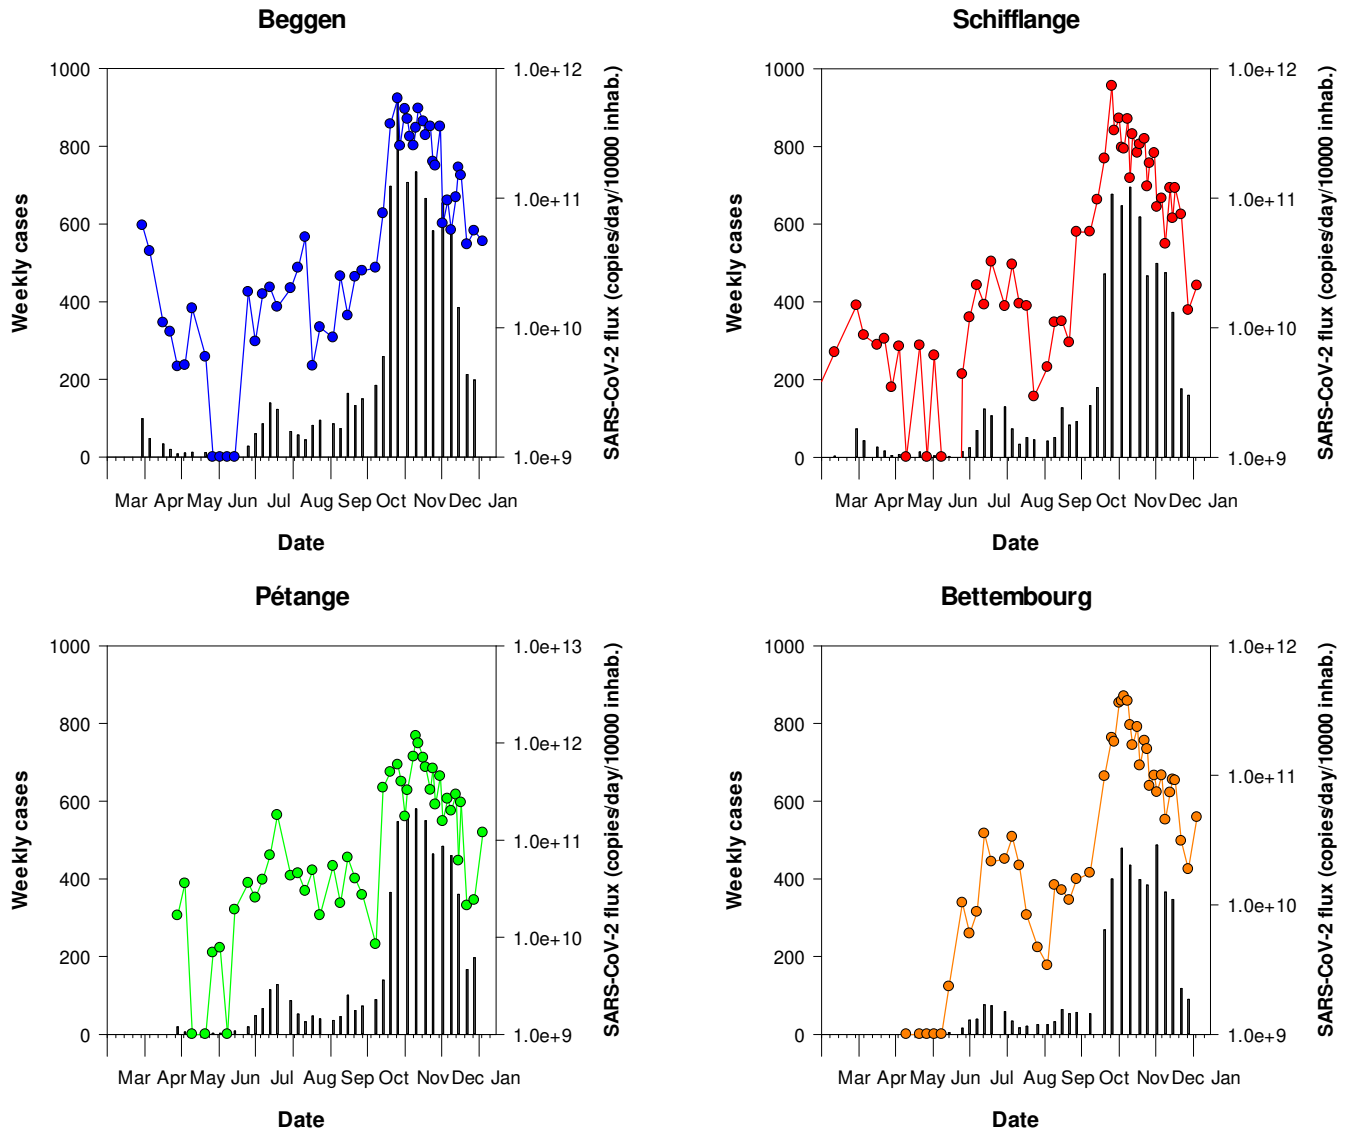 Beggen
1000
800
600
400
200
0
Weekly cases
1.0e+12
1.0e+11
1.0e+10
1.0e+9
SARS-CoV-2 flux (copies/day/10000 inhab.)
Mar Apr May Jun Jul Aug Sep Oct Nov Dec Jan
Date
Schifflange
1000
800
600
400
200
0
Weekly cases
1.0e+12
1.0e+11
1.0e+10
1.0e+9
SARS-CoV-2 flux (copies/day/10000 inhab.)
Mar Apr May Jun Jul Aug Sep Oct Nov Dec Jan
Date
Pétange
1000
800
600
400
200
0
Weekly cases
1.0e+13
1.0e+12
1.0e+11
1.0e+10
1.0e+9
SARS-CoV-2 flux (copies/day/10000 inhab.)
Mar Apr May Jun Jul Aug Sep Oct Nov Dec Jan
Date
Bettembourg
1000
800
600
400
200
0
Weekly cases
1.0e+12
1.0e+11
1.0e+10
1.0e+9
SARS-CoV-2 flux (copies/day/10000 inhab.)
Mar Apr May Jun Jul Aug Sep Oct Nov Dec Jan
Date